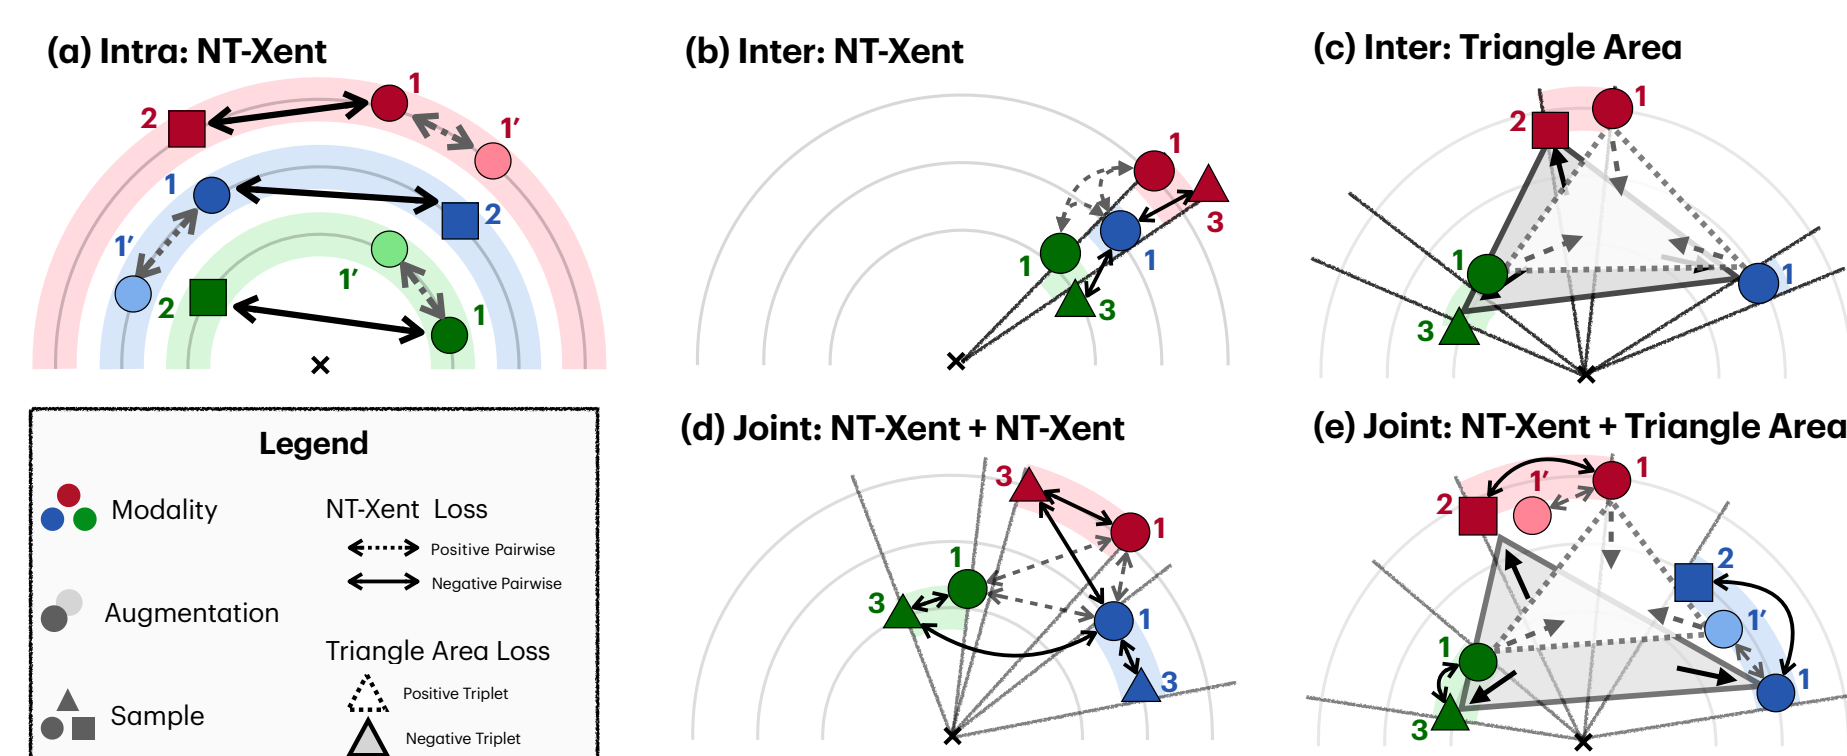 (a) Intra: NT-Xent
1
2
1′
1
2
1′
1′
2
1
(b) Inter: NT-Xent
1
3
1
1
3
(c) Inter: Triangle Area
1
2
1
1
3
Legend
Modality
Augmentation
Sample
NT-Xent Loss
Positive Pairwise
Negative Pairwise
Triangle Area Loss
Positive Triplet
Negative Triplet
(d) Joint: NT-Xent + NT-Xent
3
1
1
3
1
3
(e) Joint: NT-Xent + Triangle Area
1
1′
2
2
1′
1
1
3